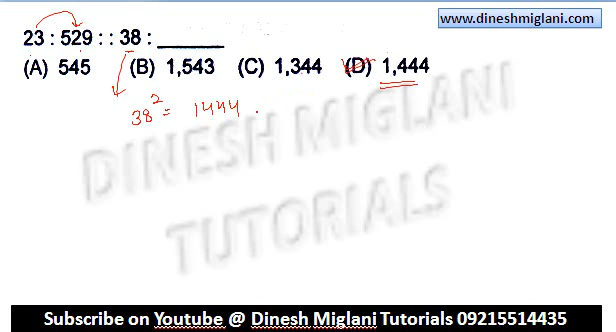 www.dineshmiglani.com
23 : 529 : : 38 : ________
(A) 545 (B) 1,543 (C) 1,344 (D) 1,444
38² = 1444 .
DINESH MIGLANI
TUTORIALS
Subscribe on Youtube @ Dinesh Miglani Tutorials 09215514435